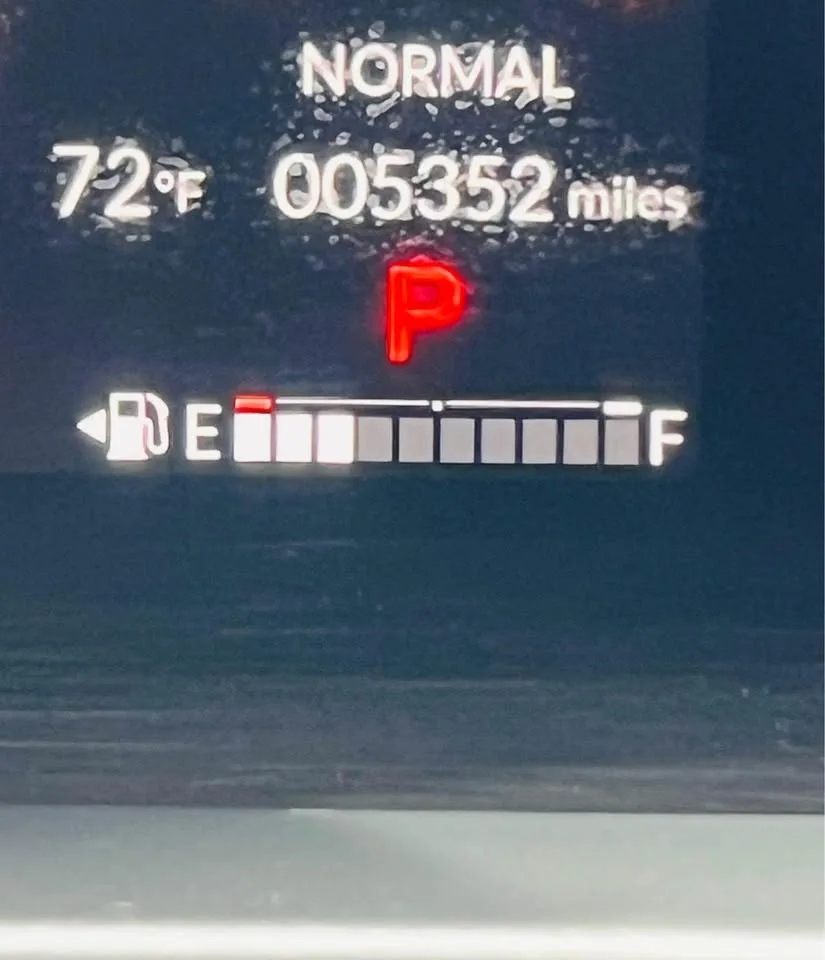 NORMAL
72°F 005352 miles
P
E F